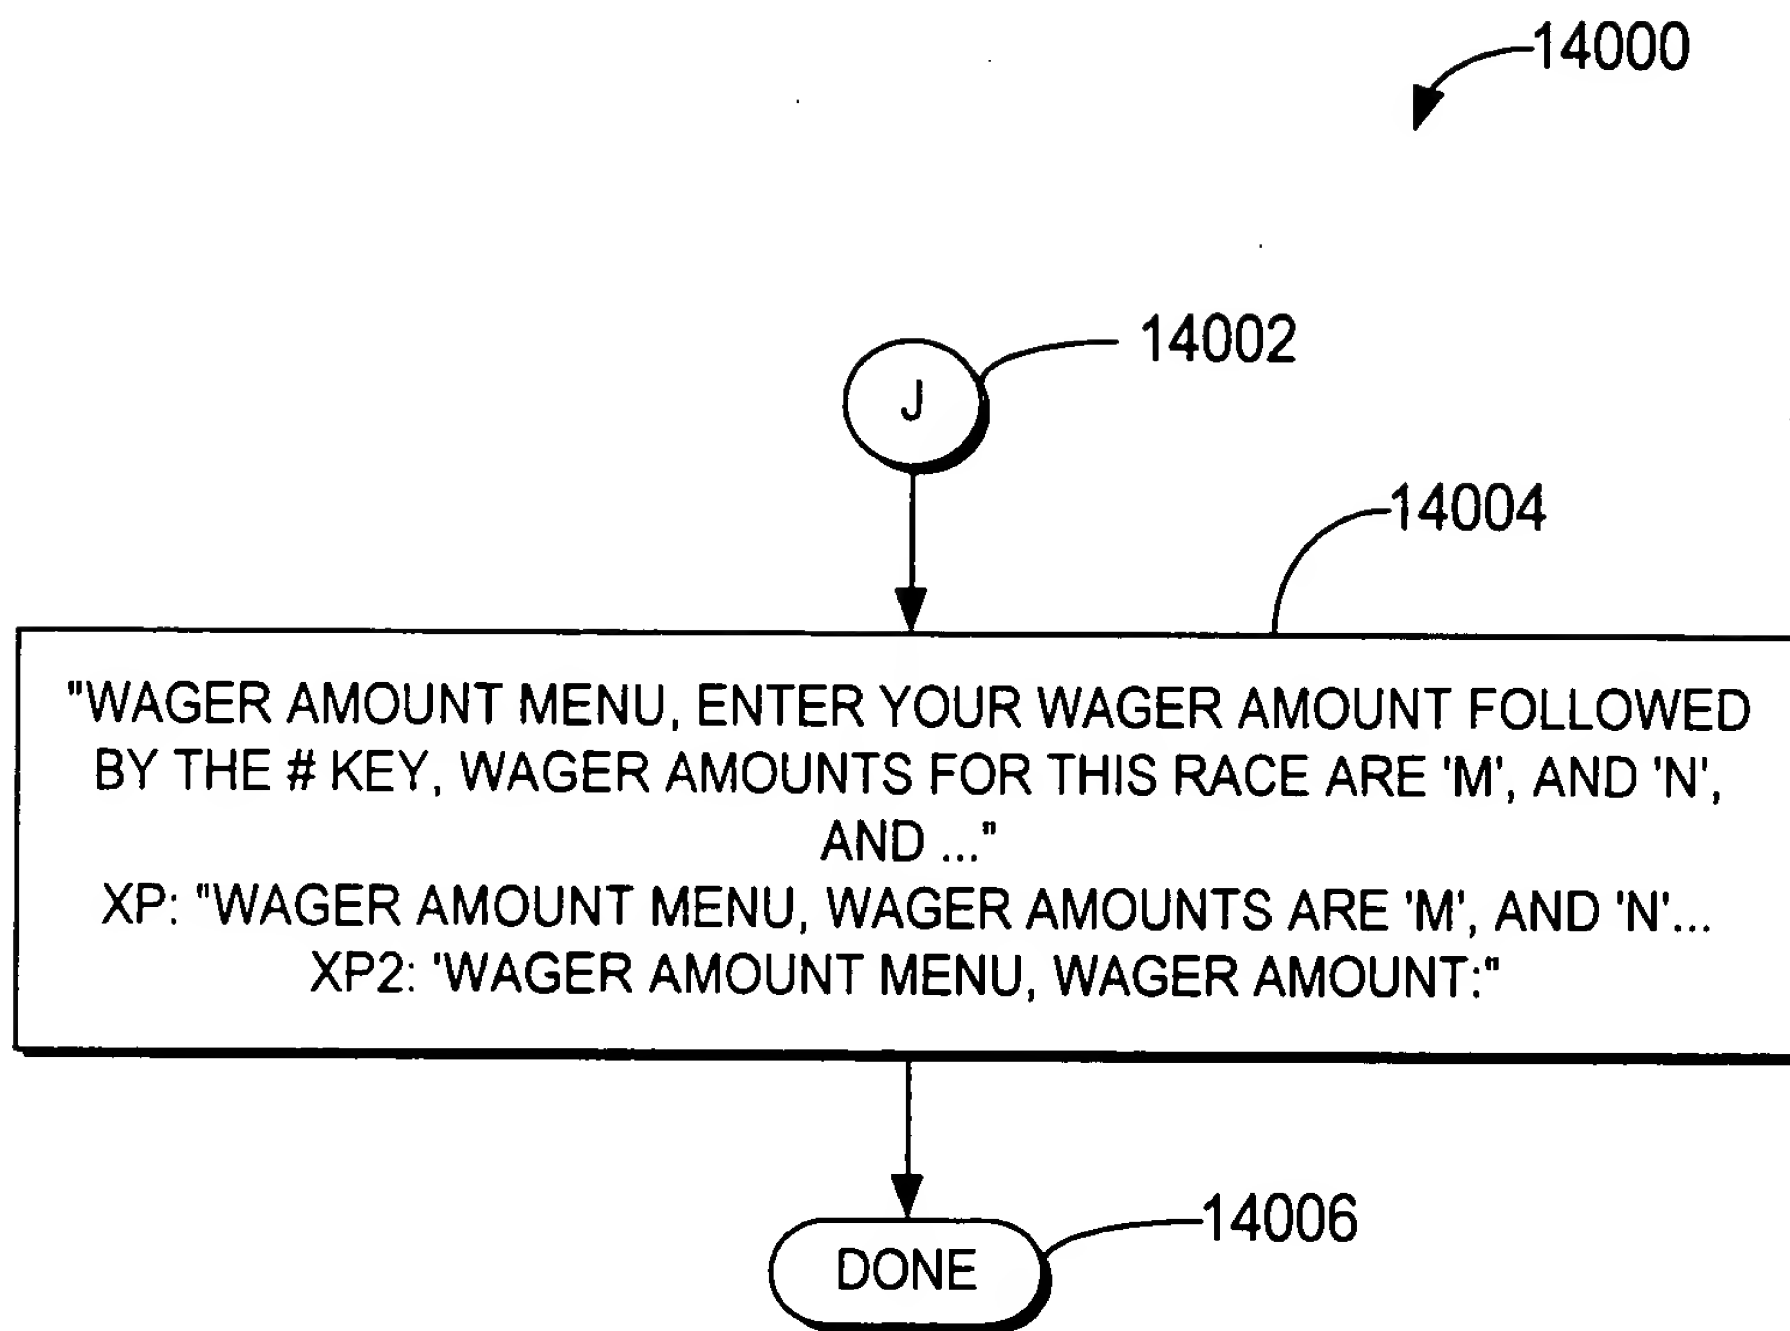 14000
14002
J
14004
"WAGER AMOUNT MENU, ENTER YOUR WAGER AMOUNT FOLLOWED
BY THE # KEY, WAGER AMOUNTS FOR THIS RACE ARE 'M', AND 'N',
AND ..."
XP: "WAGER AMOUNT MENU, WAGER AMOUNTS ARE 'M', AND 'N'...
XP2: 'WAGER AMOUNT MENU, WAGER AMOUNT:"
14006
DONE